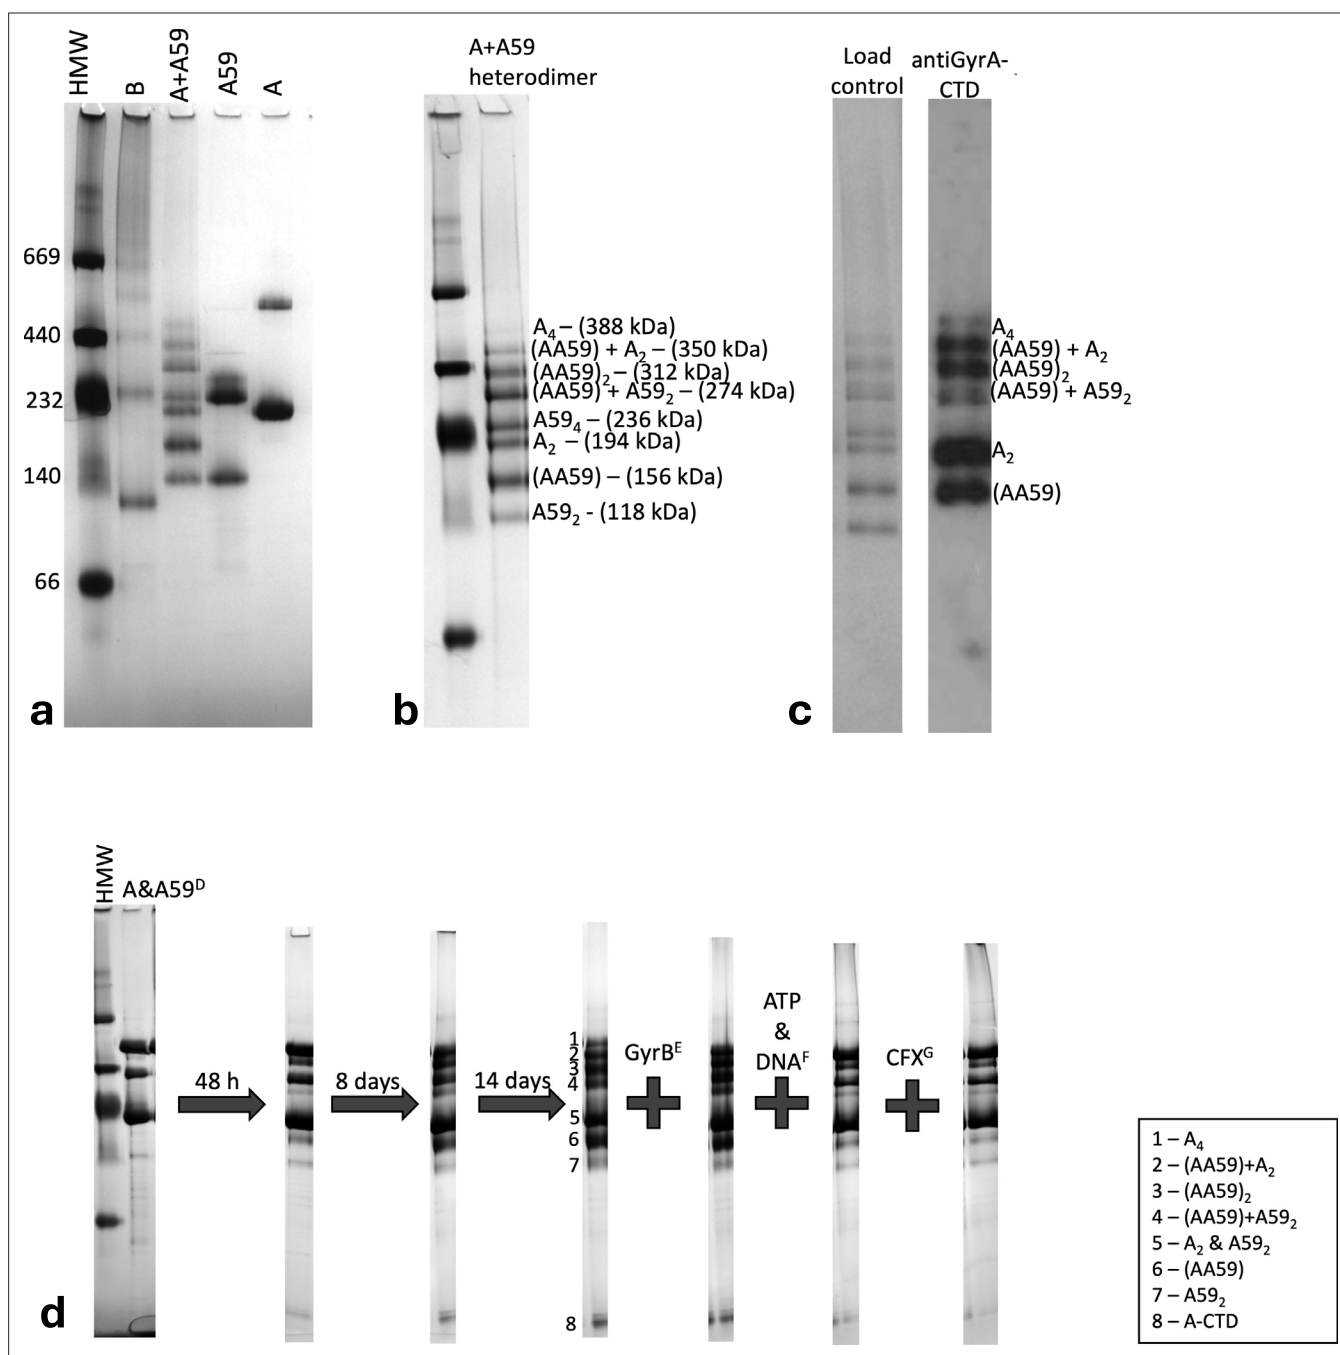 HMW
B
A+A59
A59
A
669
440
232
140
66
a
A+A59
heterodimer
A4 – (388 kDa)
(AA59) + A2 – (350 kDa)
(AA59)2 – (312 kDa)
(AA59) + A592 – (274 kDa)
A594 – (236 kDa)
A2 – (194 kDa)
(AA59) – (156 kDa)
A592 - (118 kDa)
b
Load
control
antiGyrA-
CTD
A4
(AA59) + A2
(AA59)2
(AA59) + A592
A2
(AA59)
c
HMW
A&A59D
48 h
8 days
14 days
1
2
3
4
5
6
7
8
GyrBE
ATP
&
DNAF
CFXG
d
1 – A4
2 – (AA59)+A2
3 – (AA59)2
4 – (AA59)+A592
5 – A2 & A592
6 – (AA59)
7 – A592
8 – A-CTD